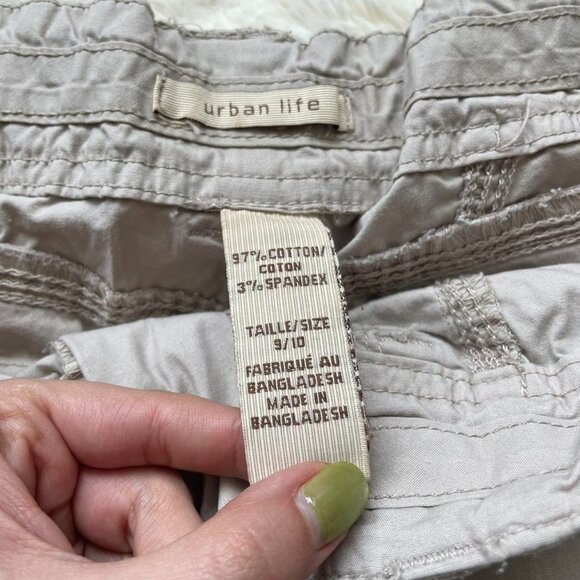 urban life
97% COTTON/
COTON
3% SPANDEX
TAILLE/SIZE
9/10
FABRIQUÉ AU
BANGLADESH
MADE IN
BANGLADESH